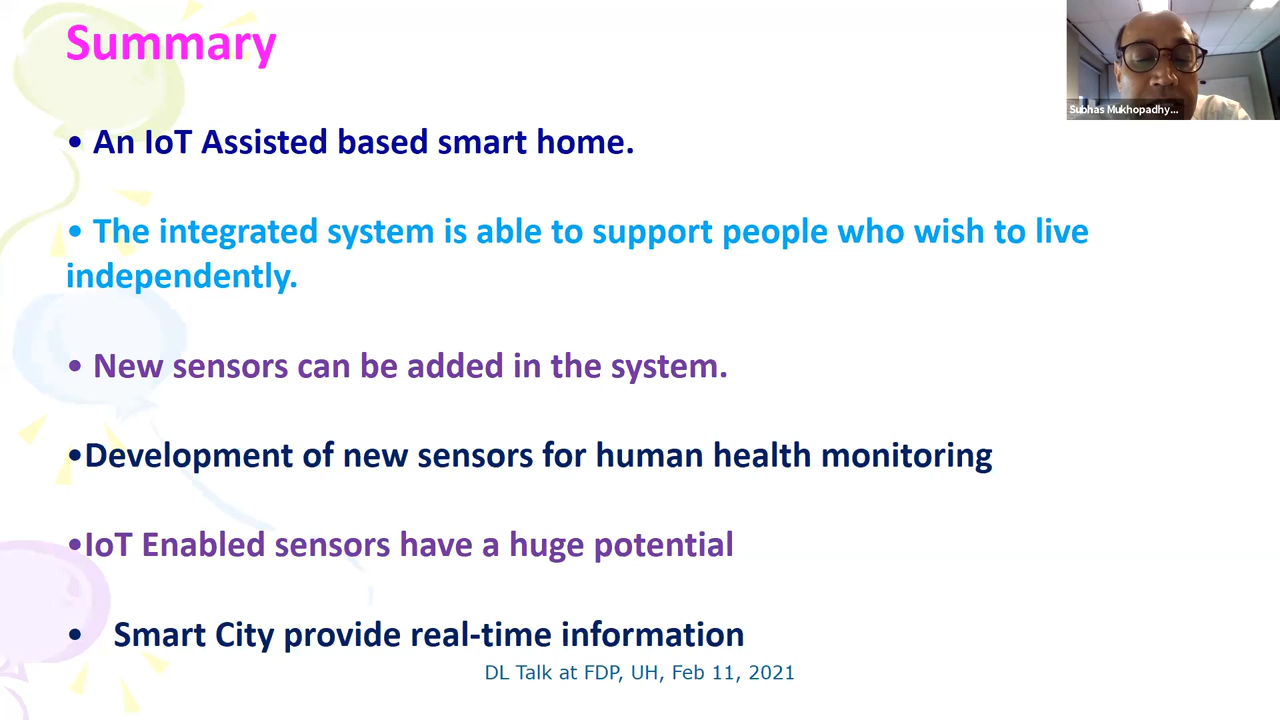 Summary
Subhas Mukhopadhy...
• An IoT Assisted based smart home.
• The integrated system is able to support people who wish to live
independently.
• New sensors can be added in the system.
•Development of new sensors for human health monitoring
•IoT Enabled sensors have a huge potential
• Smart City provide real-time information
DL Talk at FDP, UH, Feb 11, 2021